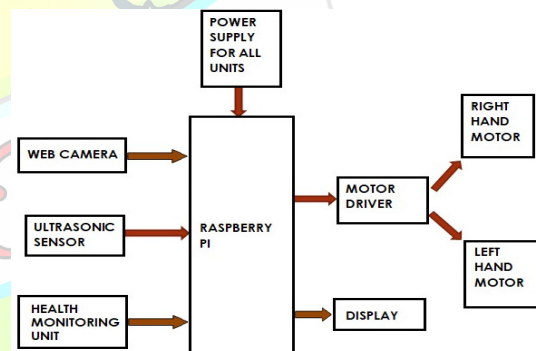 POWER
SUPPLY
FOR ALL
UNITS
RIGHT
HAND
MOTOR
WEB CAMERA
MOTOR
DRIVER
ULTRASONIC
SENSOR
RASPBERRY
PI
LEFT
HAND
MOTOR
HEALTH
MONITORING
UNIT
DISPLAY